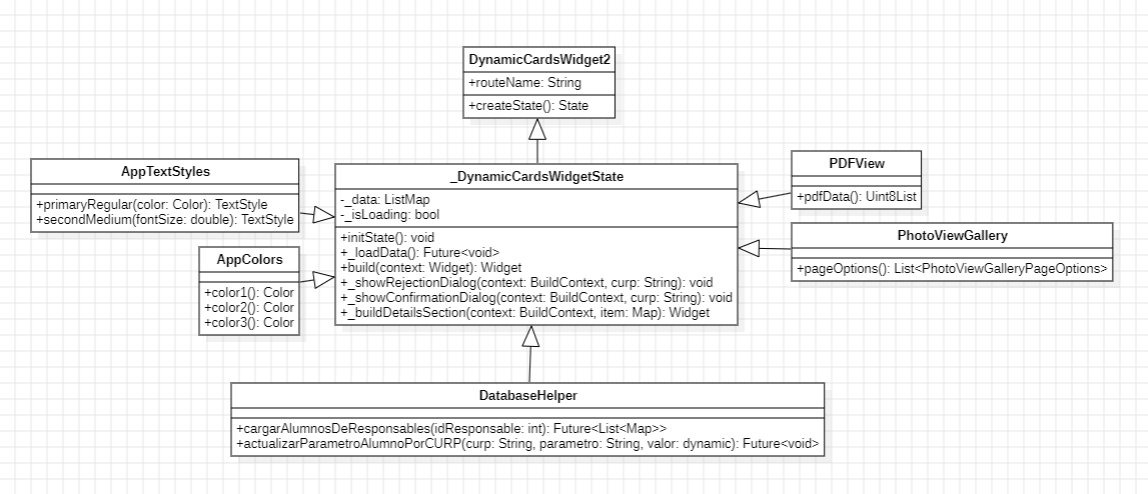 DynamicCardsWidget2
+routeName: String
+createState(): State
AppTextStyles
+primaryRegular(color: Color): TextStyle
+secondMedium(fontSize: double): TextStyle
_DynamicCardsWidgetState
-_data: ListMap
-_isLoading: bool
+initState(): void
+_loadData(): Future<void>
+build(context: Widget): Widget
+_showRejectionDialog(context: BuildContext, curp: String): void
+_showConfirmationDialog(context: BuildContext, curp: String): void
+_buildDetailsSection(context: BuildContext, item: Map): Widget
PDFView
+pdfData(): Uint8List
PhotoViewGallery
+pageOptions(): List<PhotoViewGalleryPageOptions>
AppColors
+color1(): Color
+color2(): Color
+color3(): Color
DatabaseHelper
+cargarAlumnosDeResponsables(idResponsable: int): Future<List<Map>>
+actualizarParametroAlumnoPorCURP(curp: String, parametro: String, valor: dynamic): Future<void>